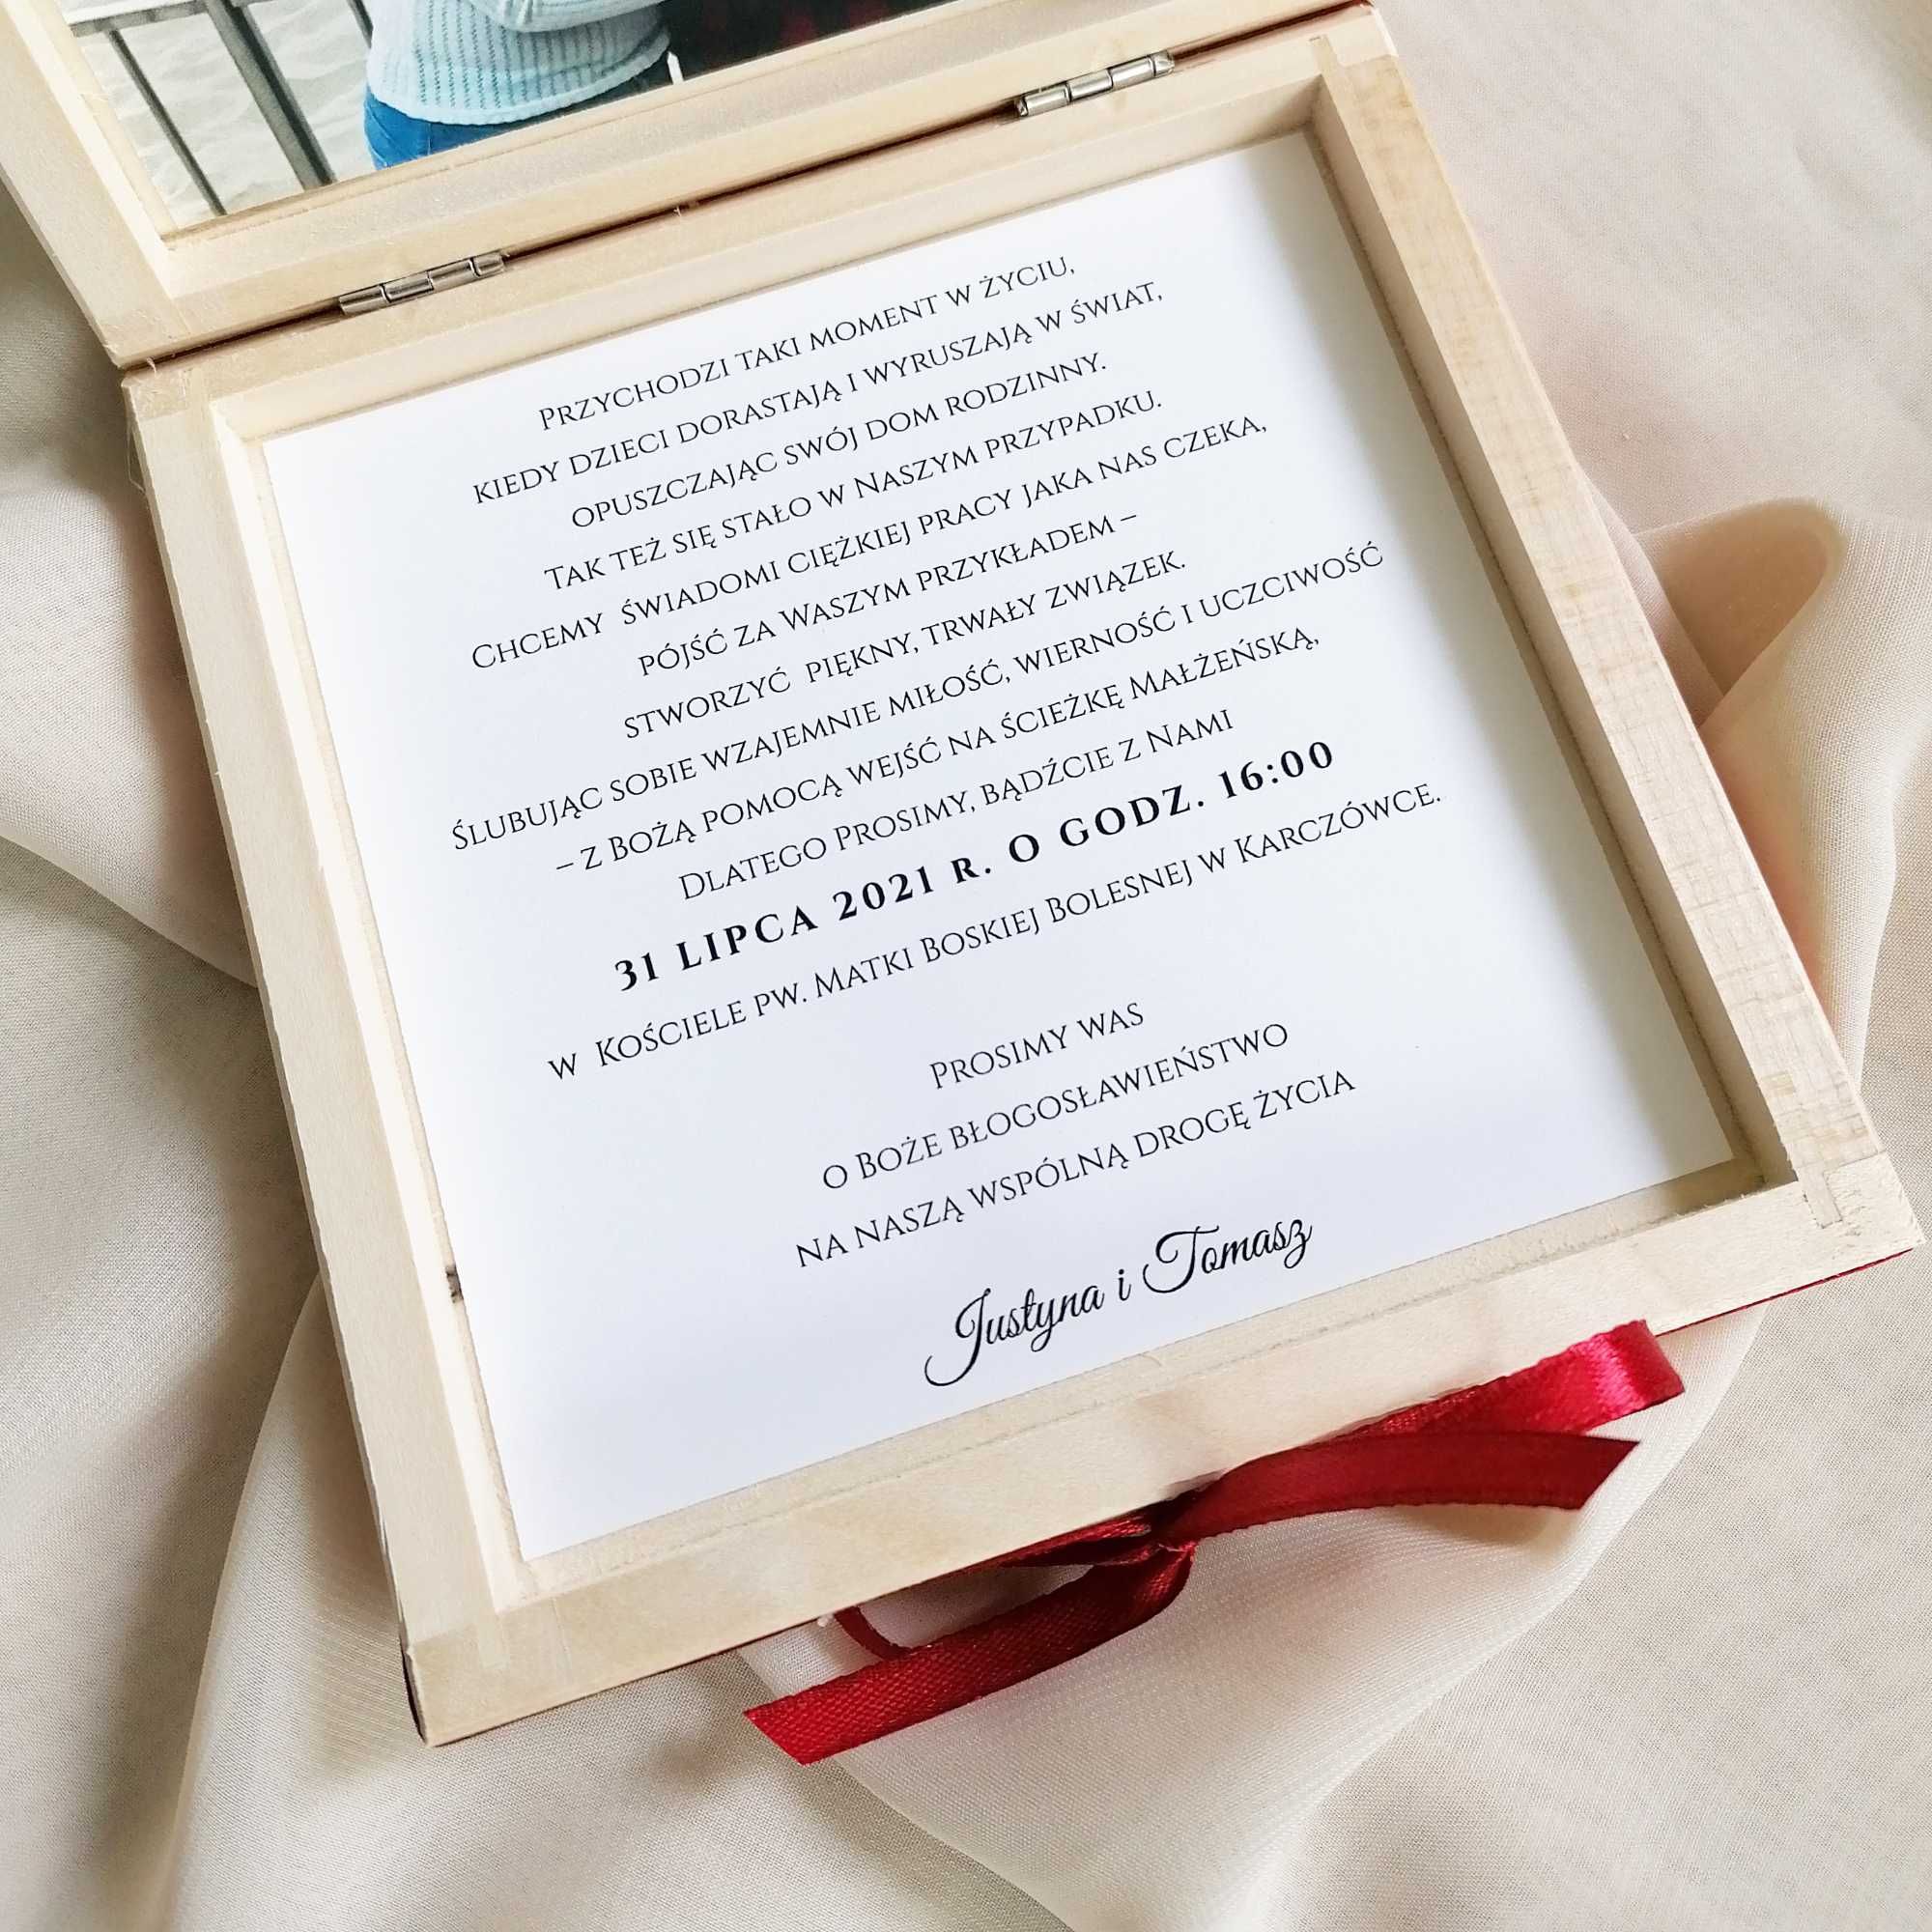 Przychodzi taki moment w życiu,
kiedy dzieci dorastają i wyruszają w świat,
opuszczając swój dom rodzinny.
Tak też się stało w Naszym przypadku.
Chcemy świadomi ciężkiej pracy jaka nas czeka,
pójść za Waszym przykładem –
stworzyć piękny, trwały związek.
Ślubując sobie wzajemnie miłość, wierność i uczciwość
– z Bożą pomocą wejść na ścieżkę małżeńską,
Dlatego Prosimy, bądźcie z Nami
31 LIPCA 2021 R. O GODZ. 16:00
w Kościele pw. Matki Boskiej Bolesnej w Karczówce.
Prosimy was
o Boże błogosławieństwo
na naszą wspólną drogę życia
Justyna i Tomasz